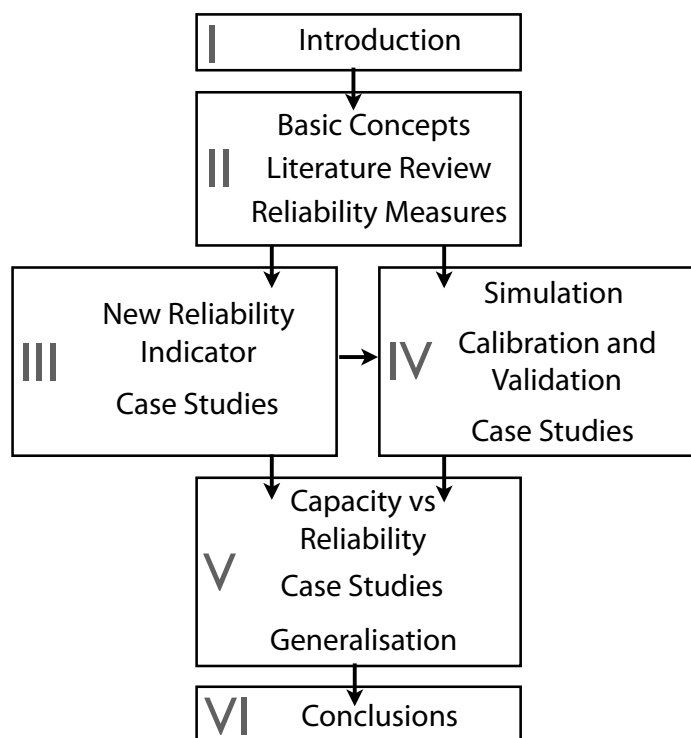 I
Introduction
II
Basic Concepts
Literature Review
Reliability Measures
III
New Reliability
Indicator
Case Studies
IV
Simulation
Calibration and
Validation
Case Studies
V
Capacity vs
Reliability
Case Studies
Generalisation
VI
Conclusions